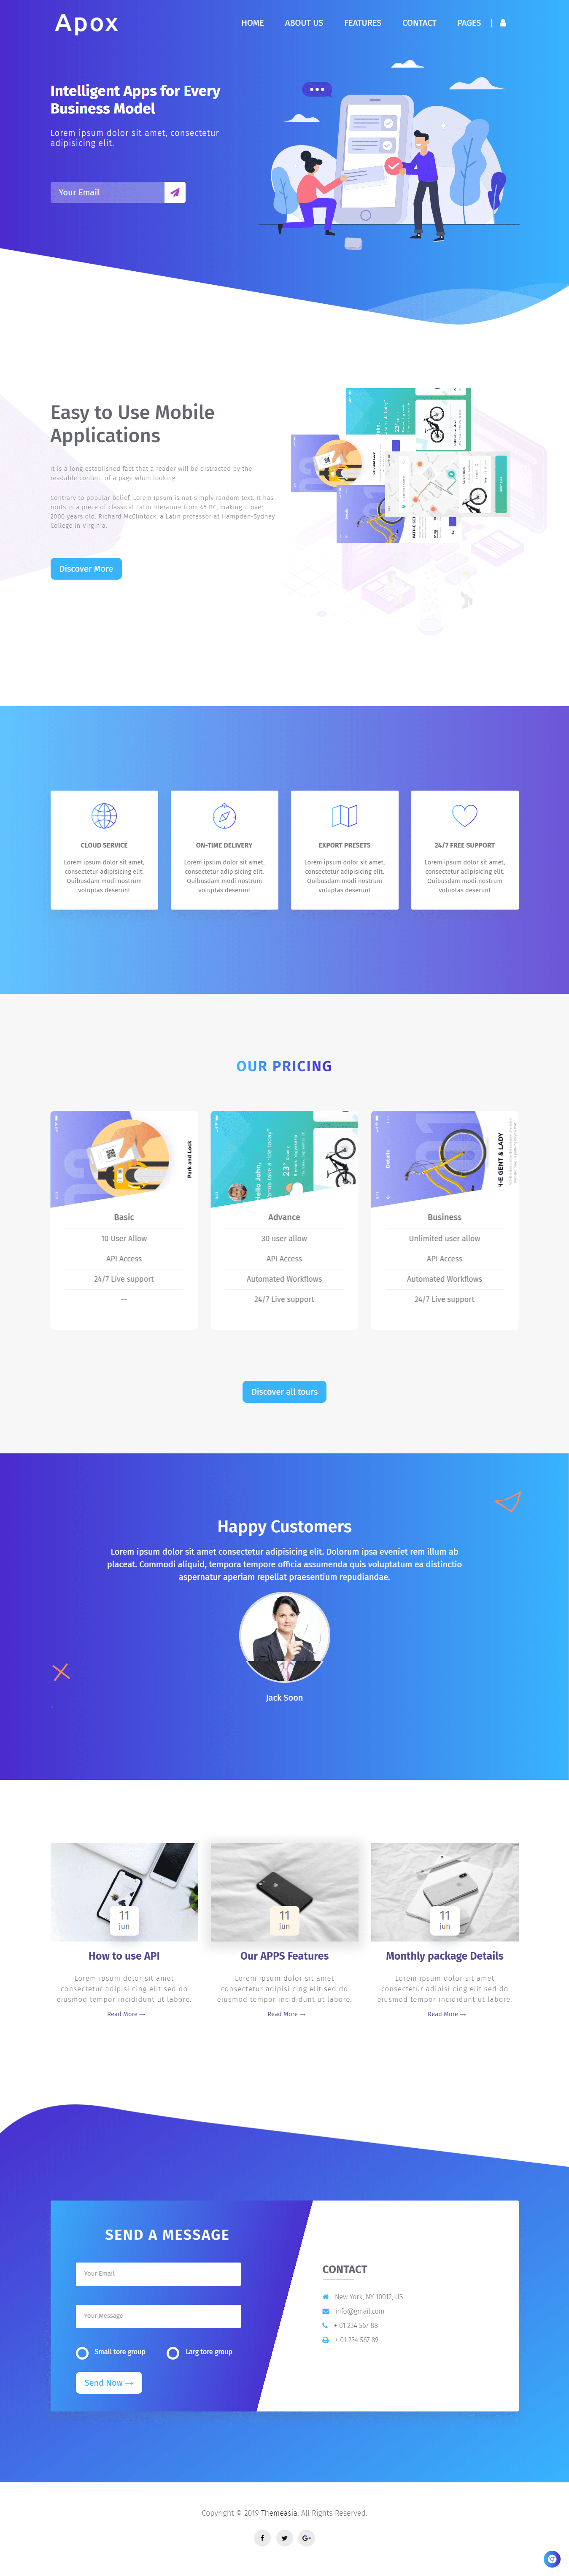 Apox
HOME ABOUT US FEATURES CONTACT PAGES
Intelligent Apps for Every
Business Model
Lorem ipsum dolor sit amet, consectetur
adipisicing elit.
Your Email
Easy to Use Mobile
Applications
It is a long established fact that a reader will be distracted by the
readable content of a page when looking
Contrary to popular belief, Lorem Ipsum is not simply random text. It has
roots in a piece of classical Latin literature from 45 BC, making it over
2000 years old. Richard McClintock, a Latin professor at Hampden-Sydney
College in Virginia,
Discover More
CLOUD SERVICE
Lorem ipsum dolor sit amet,
consectetur adipisicing elit.
Quibusdam modi nostrum
voluptas deserunt
ON-TIME DELIVERY
Lorem ipsum dolor sit amet,
consectetur adipisicing elit.
Quibusdam modi nostrum
voluptas deserunt
EXPORT PRESETS
Lorem ipsum dolor sit amet,
consectetur adipisicing elit.
Quibusdam modi nostrum
voluptas deserunt
24/7 FREE SUPPORT
Lorem ipsum dolor sit amet,
consectetur adipisicing elit.
Quibusdam modi nostrum
voluptas deserunt
OUR PRICING
Park and Lock
Basic
10 User Allow
API Access
24/7 Live support
--
Hello John,
Wanna take a ride today?
23°
Advance
30 user allow
API Access
Automated Workflows
24/7 Live support
Details
E GENT & LADY
Business
Unlimited user allow
API Access
Automated Workflows
24/7 Live support
Discover all tours
Happy Customers
Lorem ipsum dolor sit amet consectetur adipisicing elit. Dolorum ipsa eveniet rem illum ab
placeat. Commodi aliquid, tempora tempore officia assumenda quis voluptatum ea distinctio
aspernatur aperiam repellat praesentium repudiandae.
Jack Soon
11
jun
How to use API
Lorem ipsum dolor sit amet
consectetur adipisi cing elit sed do
eiusmod tempor incididunt ut labore.
Read More →
11
jun
Our APPS Features
Lorem ipsum dolor sit amet
consectetur adipisi cing elit sed do
eiusmod tempor incididunt ut labore.
Read More →
11
jun
Monthly package Details
Lorem ipsum dolor sit amet
consectetur adipisi cing elit sed do
eiusmod tempor incididunt ut labore.
Read More →
SEND A MESSAGE
Your Email
Your Message
Small tore group Larg tore group
Send Now →
CONTACT
New York, NY 10012, US
info@gmail.com
+ 01 234 567 88
+ 01 234 567 89
Copyright © 2019 Themeasia. All Rights Reserved.